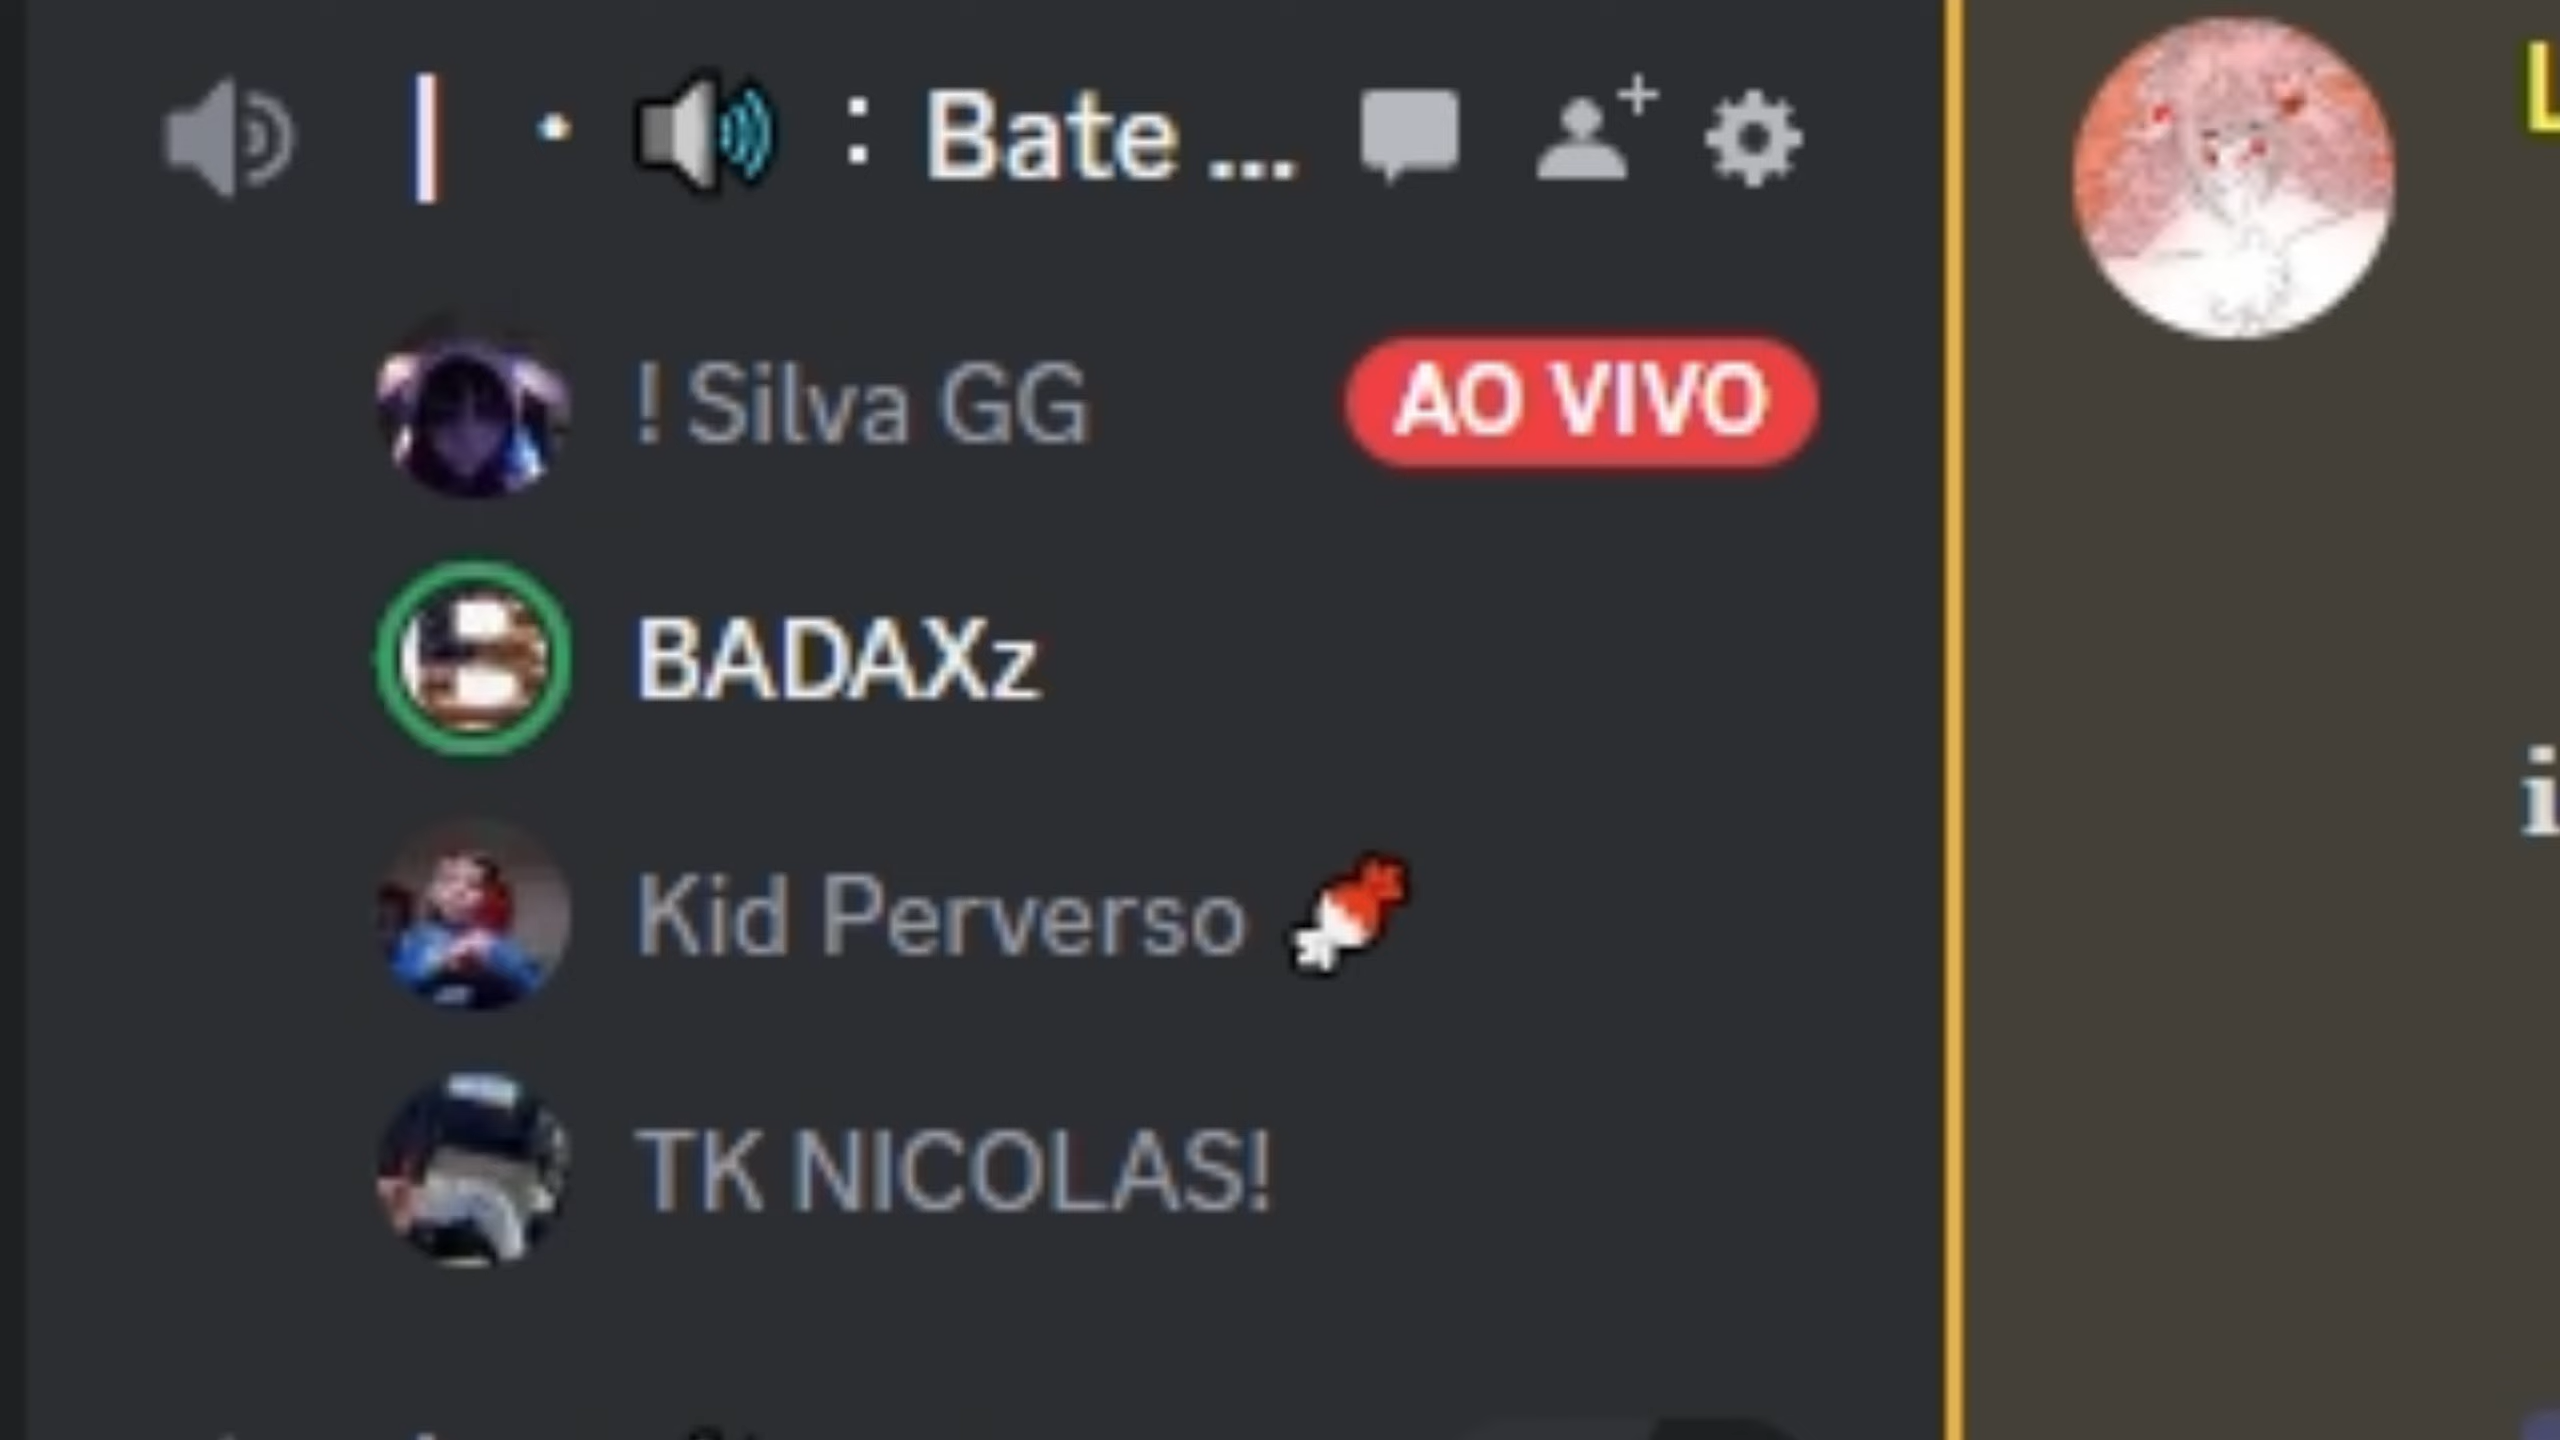 | • 🔊 : Bate ...
! Silva GG AO VIVO
BADAXz
Kid Perverso 🍖
TK NICOLAS!
L
i